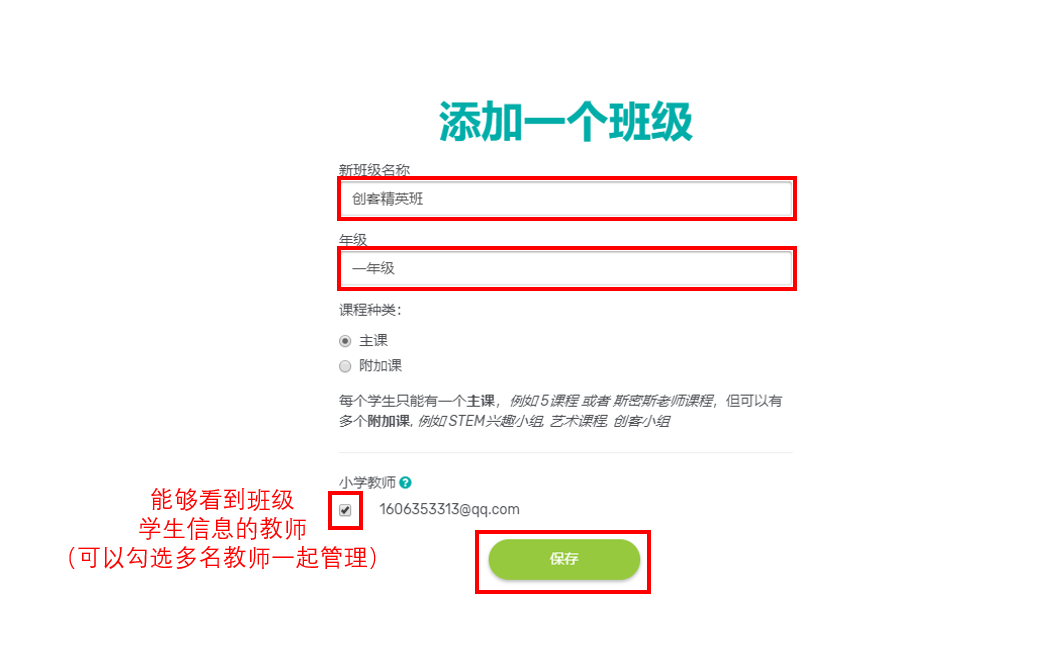 添加一个班级
新班级名称
创客精英班
年级
一年级
课程种类：
主课
附加课
每个学生只能有一个主课，例如 5课程 或者 斯密斯老师课程，但可以有
多个附加课, 例如 STEM兴趣小组, 艺术课程, 创客小组
小学教师 ?
1606353313@qq.com
能够看到班级
学生信息的教师
（可以勾选多名教师一起管理）
保存